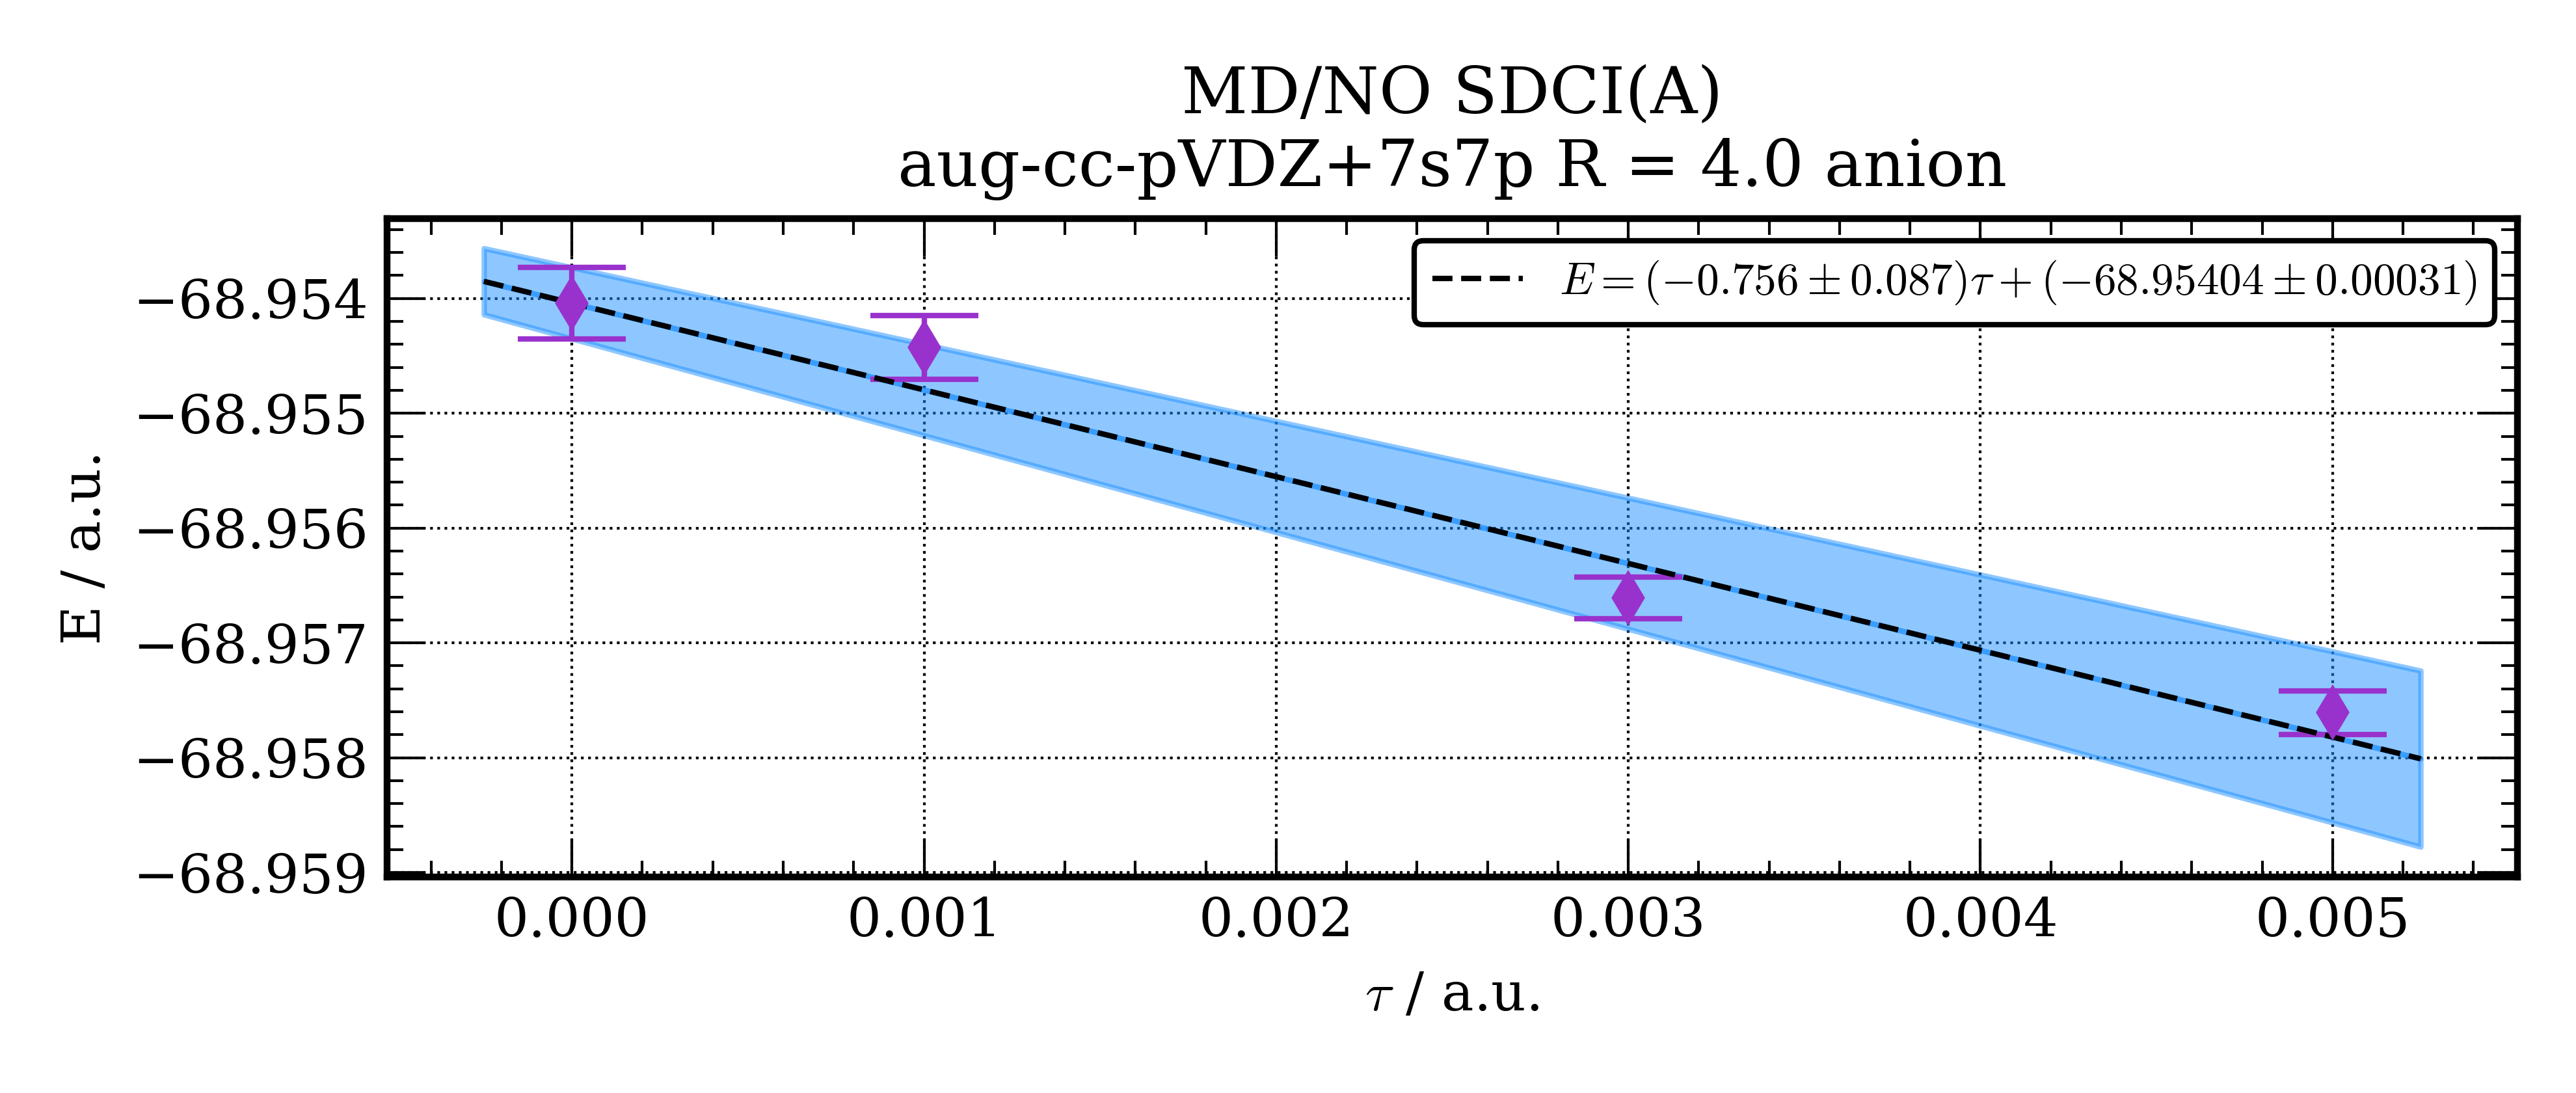 MD/NO SDCI(A)
aug-cc-pVDZ+7s7p R = 4.0 anion
E = (−0.756 ± 0.087)τ + (−68.95404 ± 0.00031)
−68.954
−68.955
−68.956
−68.957
−68.958
−68.959
E / a.u.
0.000 0.001 0.002 0.003 0.004 0.005
τ / a.u.